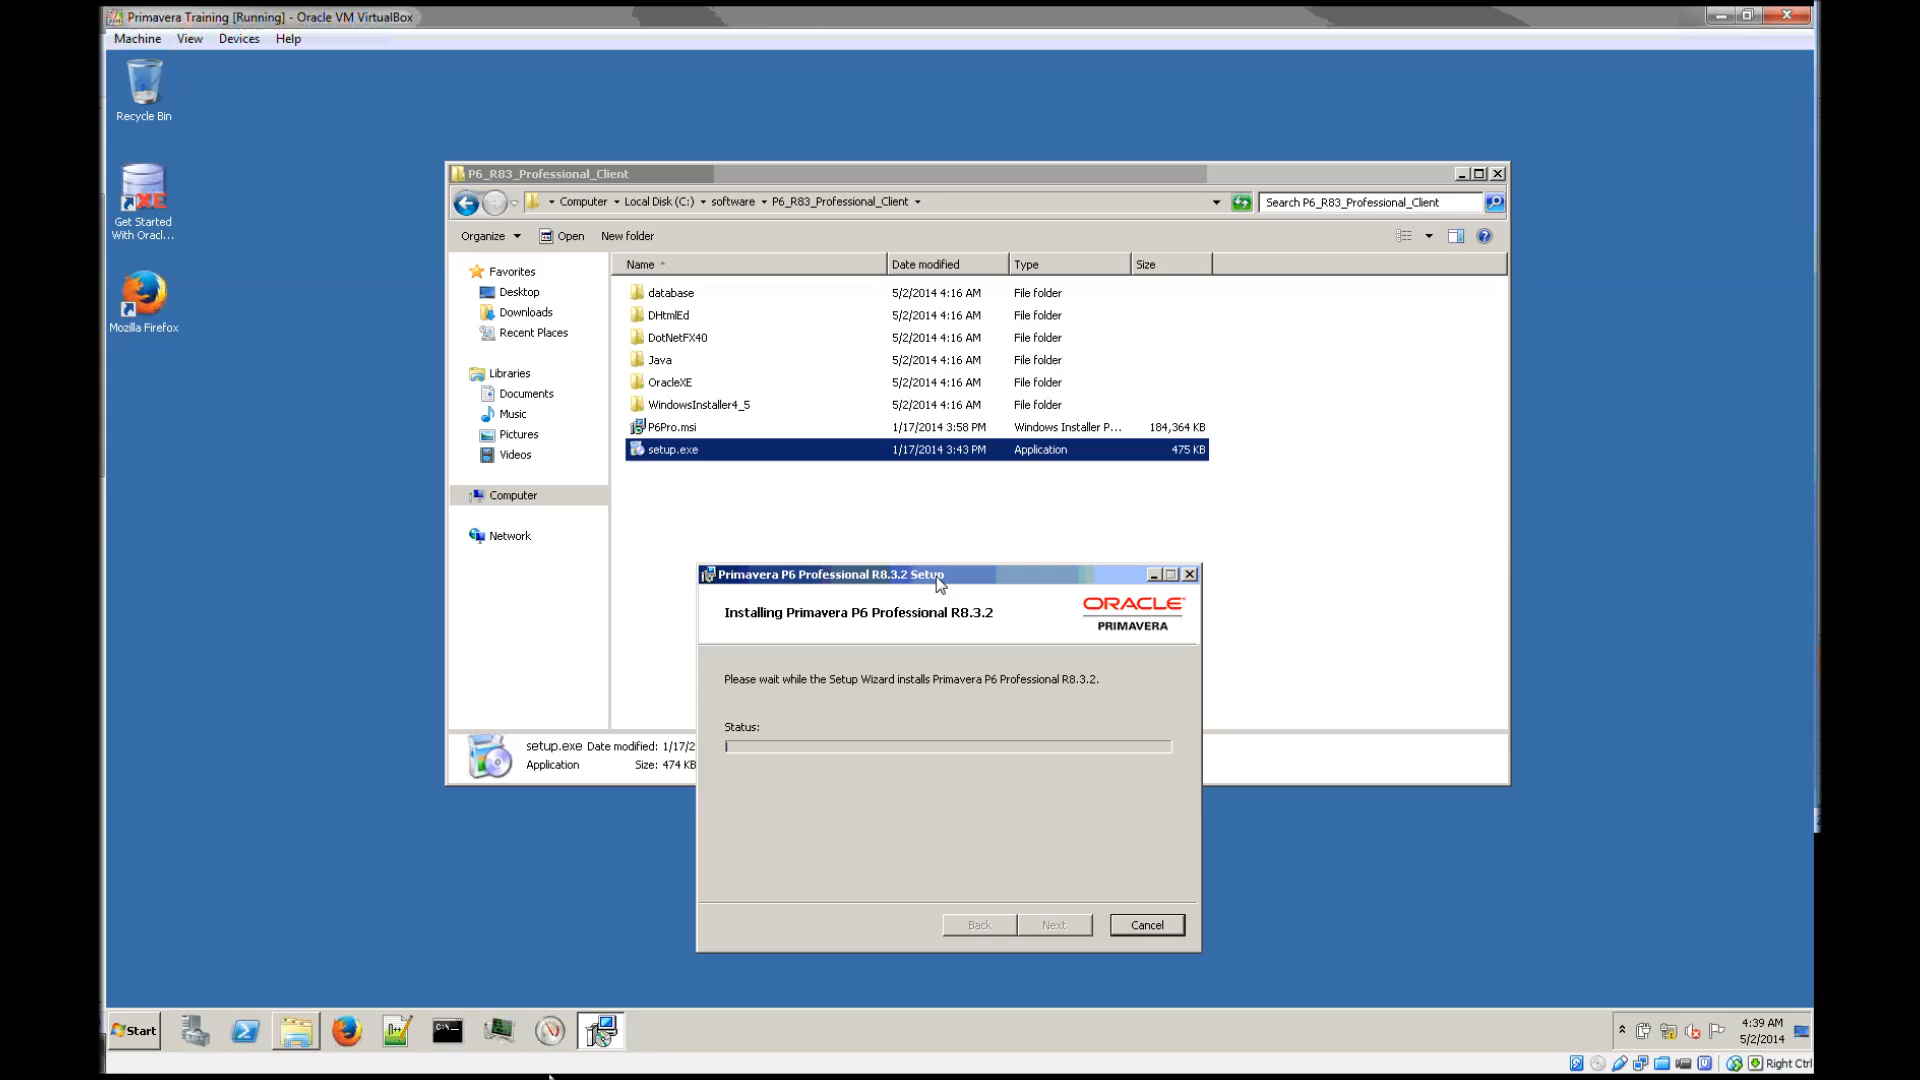 Primavera Training [Running] - Oracle VM VirtualBox
Machine View Devices Help
Recycle Bin
Get Started
With Oracl...
Mozilla Firefox
P6_R83_Professional_Client
Computer Local Disk (C:) software P6_R83_Professional_Client
Search P6_R83_Professional_Client
Organize Open New folder
Favorites
Desktop
Downloads
Recent Places
Libraries
Documents
Music
Pictures
Videos
Computer
Network
Name Date modified Type Size
database 5/2/2014 4:16 AM File folder
DHtmlEd 5/2/2014 4:16 AM File folder
DotNetFX40 5/2/2014 4:16 AM File folder
Java 5/2/2014 4:16 AM File folder
OracleXE 5/2/2014 4:16 AM File folder
WindowsInstaller4_5 5/2/2014 4:16 AM File folder
P6Pro.msi 1/17/2014 3:58 PM Windows Installer P... 184,364 KB
setup.exe 1/17/2014 3:43 PM Application 475 KB
setup.exe Date modified: 1/17/2
Application Size: 474 KB
Primavera P6 Professional R8.3.2 Setup
Installing Primavera P6 Professional R8.3.2
ORACLE
PRIMAVERA
Please wait while the Setup Wizard installs Primavera P6 Professional R8.3.2.
Status:
Back Next Cancel
Start
4:39 AM
5/2/2014
Right Ctrl